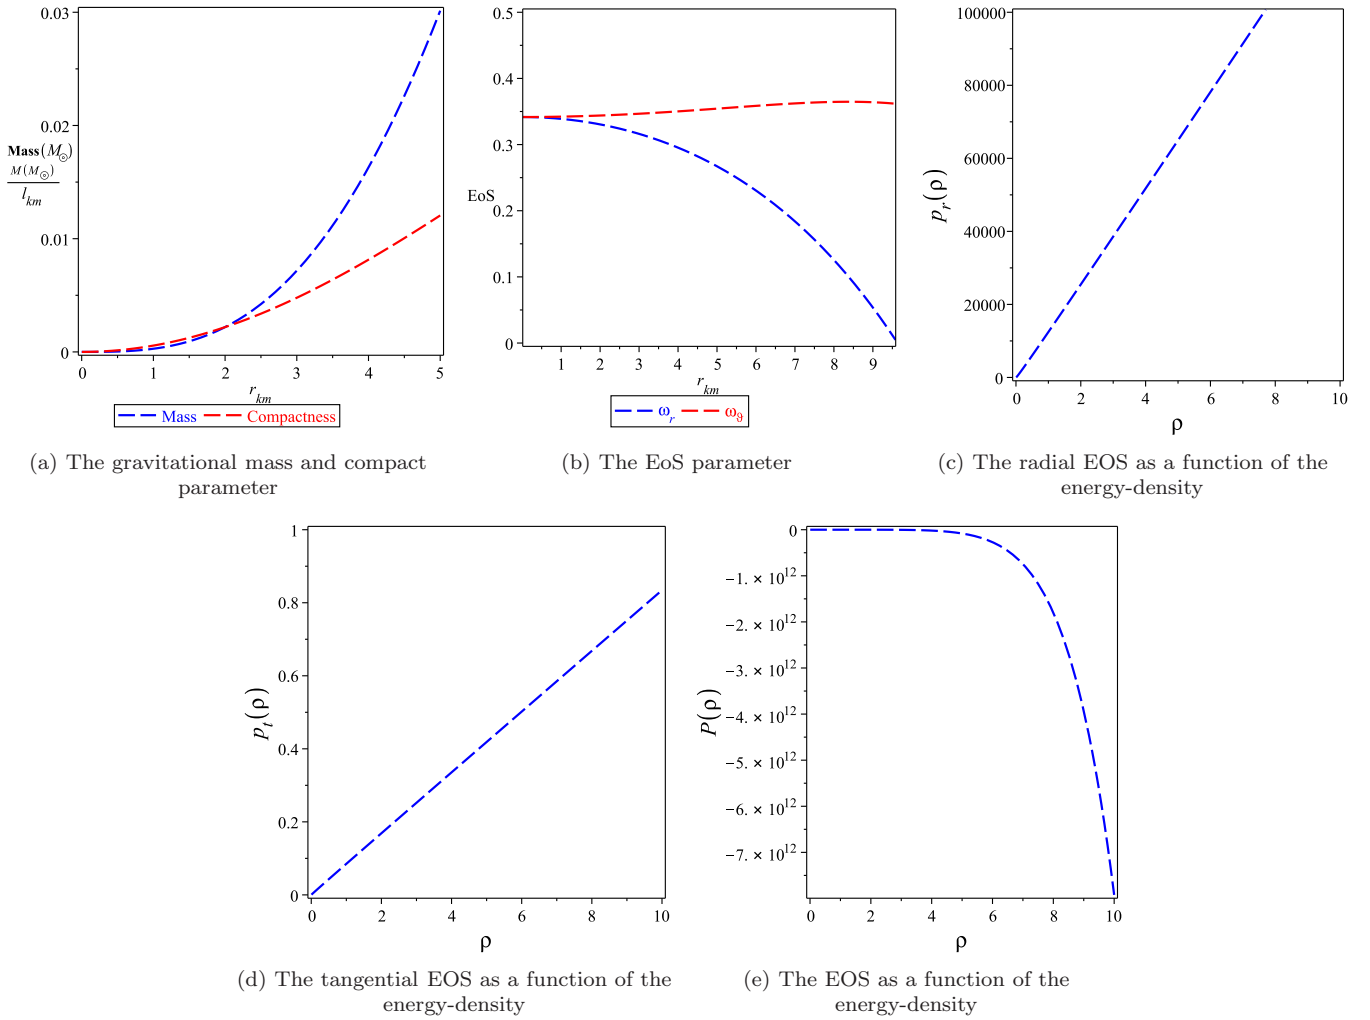 0.03
0.02
0.01
0
Mass(M☉)
M(M☉)
l_km
0 1 2 3 4 5
r_km
Mass Compactness
(a) The gravitational mass and compact
parameter
0.5
0.4
0.3
EoS
0.2
0.1
0
1 2 3 4 5 6 7 8 9
r_km
ω_r ω_ϑ
(b) The EoS parameter
100000
80000
60000
40000
20000
0
p_r(ρ)
0 2 4 6 8 10
ρ
(c) The radial EOS as a function of the
energy-density
1
0.8
0.6
0.4
0.2
0
p_t(ρ)
0 2 4 6 8 10
ρ
(d) The tangential EOS as a function of the
energy-density
0
−1. × 10^12
−2. × 10^12
−3. × 10^12
−4. × 10^12
−5. × 10^12
−6. × 10^12
−7. × 10^12
P(ρ)
0 2 4 6 8 10
ρ
(e) The EOS as a function of the
energy-density